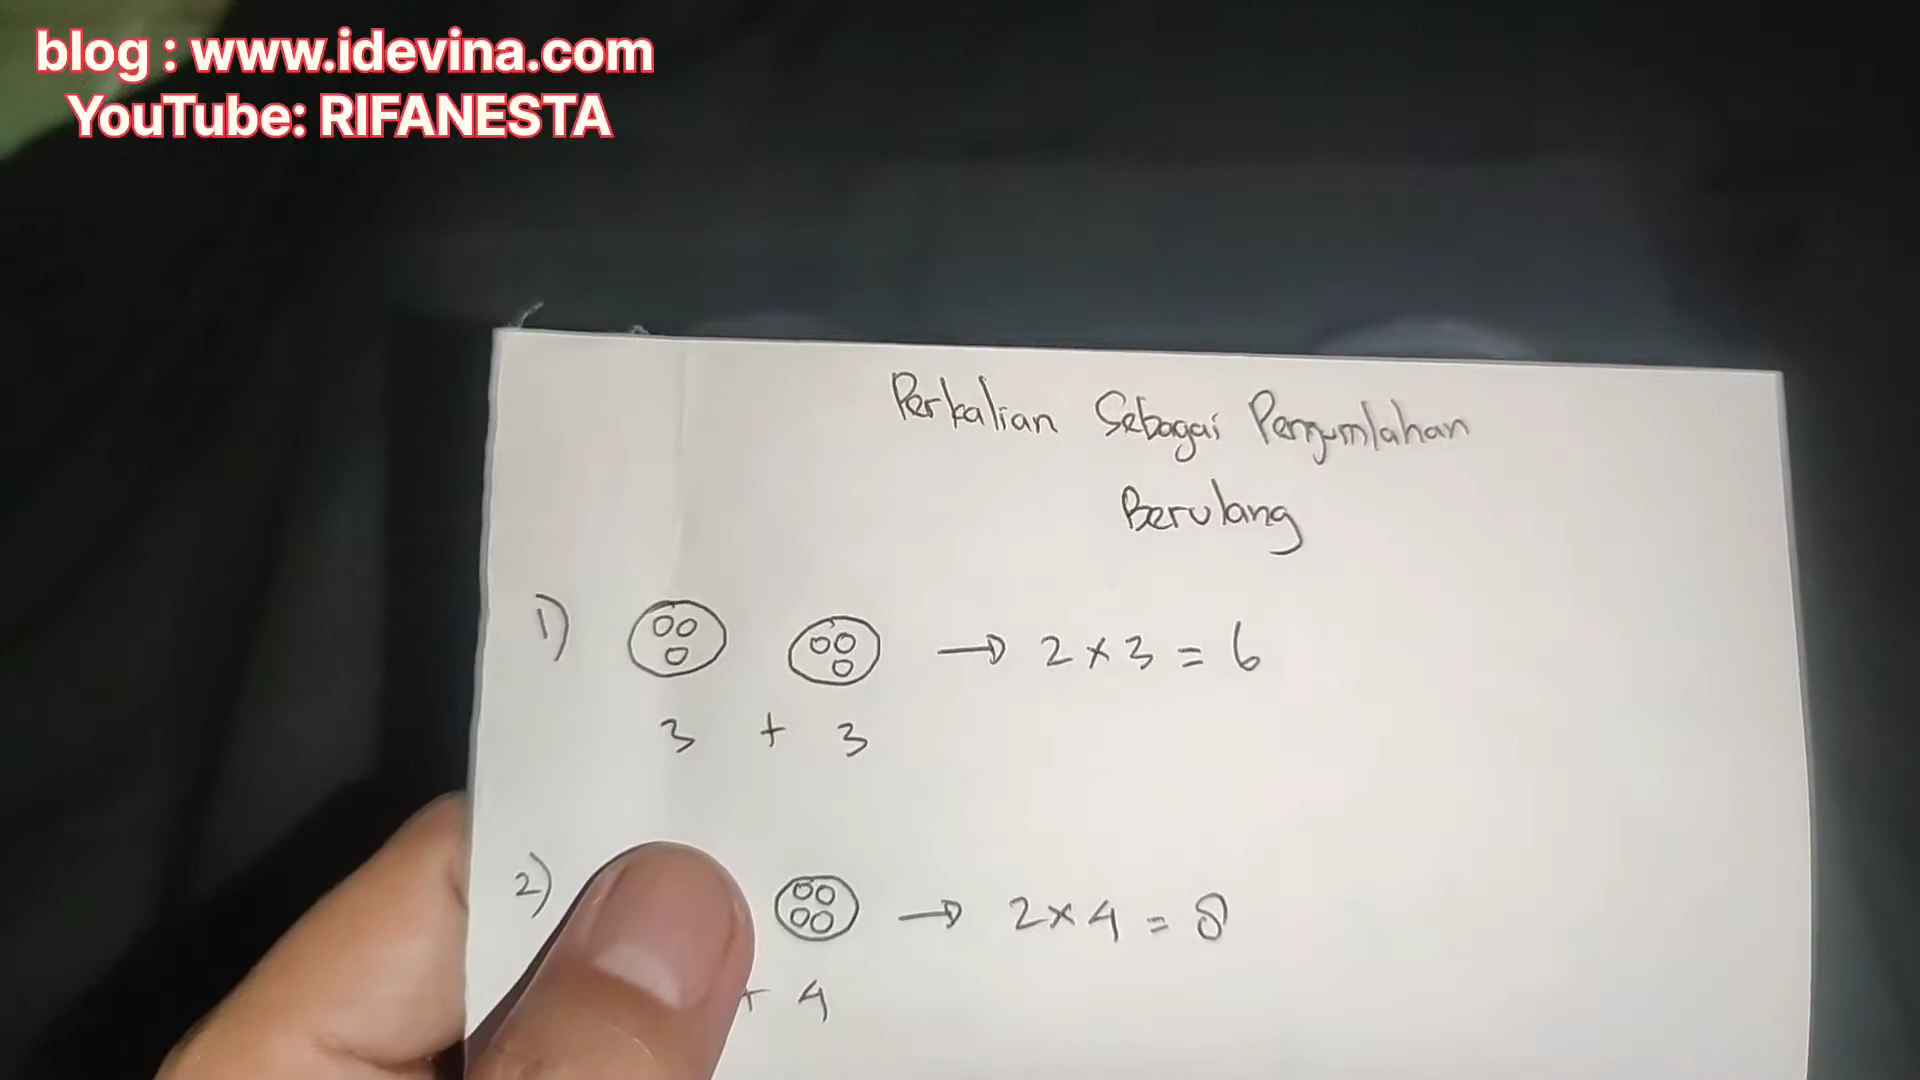 blog : www.idevina.com
YouTube: RIFANESTA
Perkalian Sebagai Penjumlahan
Berulang
1) → 2 × 3 = 6
3 + 3
2) → 2 × 4 = 8
+ 4